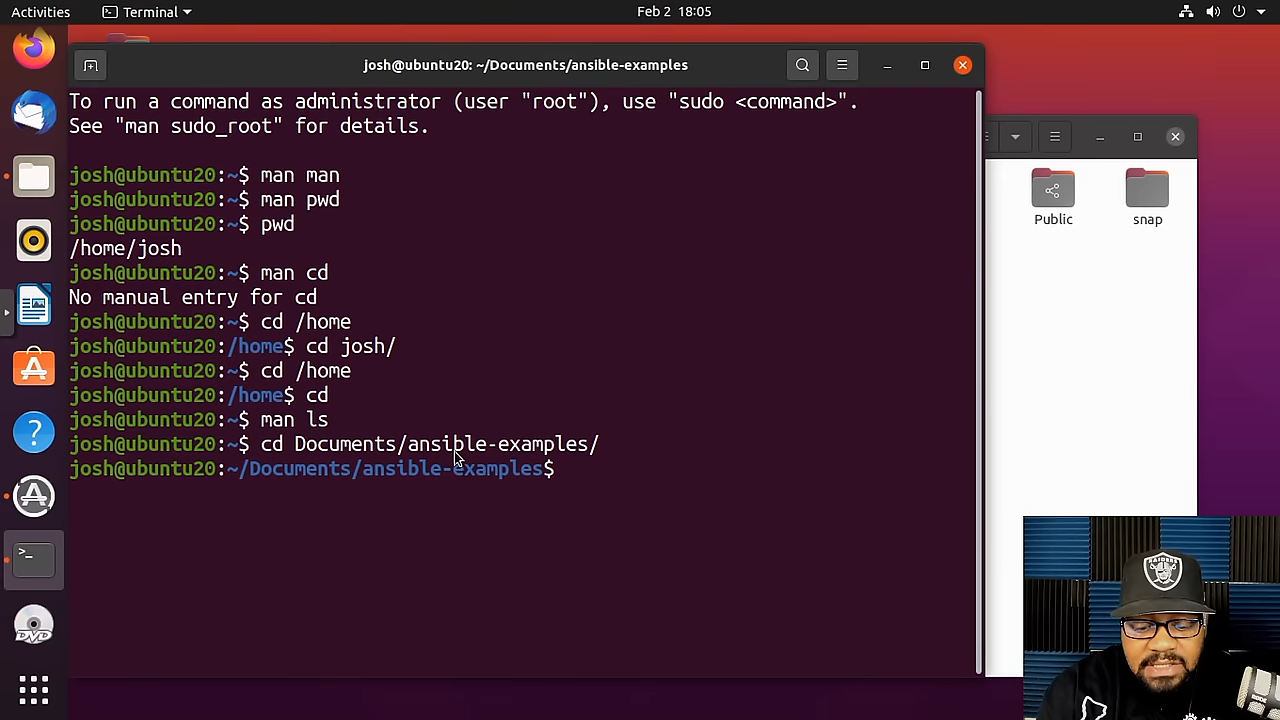 Activities
Terminal
Feb 2 18:05
josh@ubuntu20: ~/Documents/ansible-examples
To run a command as administrator (user "root"), use "sudo <command>".
See "man sudo_root" for details.
josh@ubuntu20:~$ man man
josh@ubuntu20:~$ man pwd
josh@ubuntu20:~$ pwd
/home/josh
josh@ubuntu20:~$ man cd
No manual entry for cd
josh@ubuntu20:~$ cd /home
josh@ubuntu20:/home$ cd josh/
josh@ubuntu20:~$ cd /home
josh@ubuntu20:/home$ cd
josh@ubuntu20:~$ man ls
josh@ubuntu20:~$ cd Documents/ansible-examples/
josh@ubuntu20:~/Documents/ansible-examples$
Public
snap
>_
DVD
RAIDERS